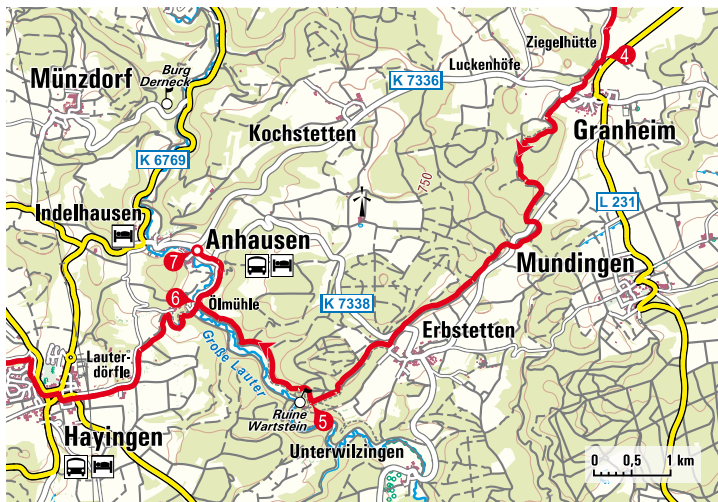 Ziegelhütte
4
Burg
Derneck
Luckenhöfe
K 7336
Münzdorf
Kochstetten
Granheim
K 6769
750
Indelhausen
L 231
Anhausen
7
Mundingen
6
Ölmühle
K 7338
Erbstetten
Große Lauter
Lauter-
dörfle
Ruine
Wartstein
5
Hayingen
Unterwilzingen
0 0,5 1 km